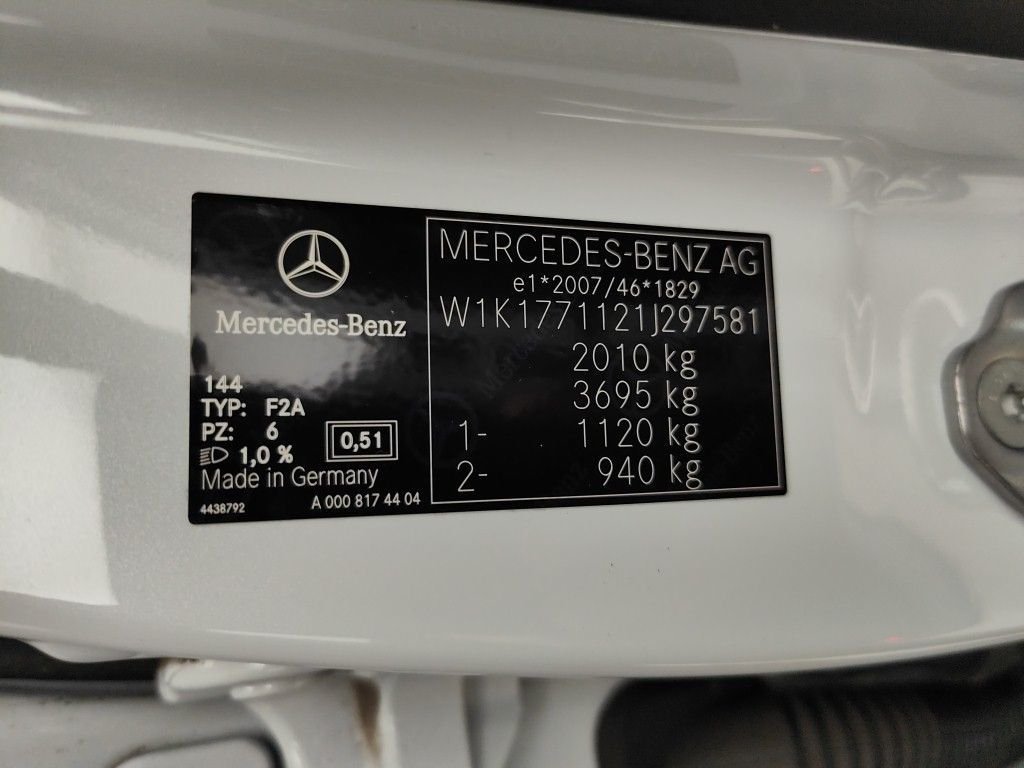 Mercedes-Benz
144
TYP: F2A
PZ: 6
1,0 %
0,51
Made in Germany
4438792
A 000 817 44 04
MERCEDES-BENZ AG
e1*2007/46*1829
W1K1771121J297581
2010 kg
3695 kg
1- 1120 kg
2- 940 kg